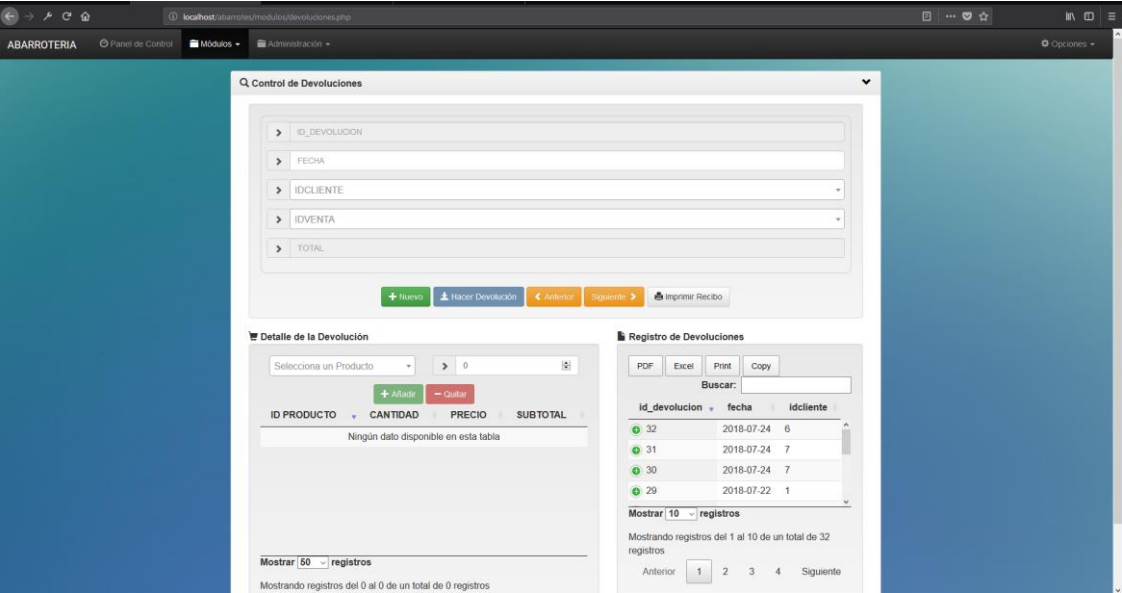 localhost/abarrotes/modulos/devoluciones.php
ABARROTERIA Panel de Control Módulos Administración Opciones
Control de Devoluciones
ID_DEVOLUCION
FECHA
IDCLIENTE
IDVENTA
TOTAL
Nuevo Hacer Devolución Anterior Siguiente Imprimir Recibo
Detalle de la Devolución
Selecciona un Producto 0
Añadir Quitar
ID PRODUCTO CANTIDAD PRECIO SUBTOTAL
Ningún dato disponible en esta tabla
Mostrar 50 registros
Mostrando registros del 0 al 0 de un total de 0 registros
Registro de Devoluciones
PDF Excel Print Copy
Buscar:
id_devolucion fecha idcliente
32 2018-07-24 6
31 2018-07-24 7
30 2018-07-24 7
29 2018-07-22 1
Mostrar 10 registros
Mostrando registros del 1 al 10 de un total de 32
registros
Anterior 1 2 3 4 Siguiente